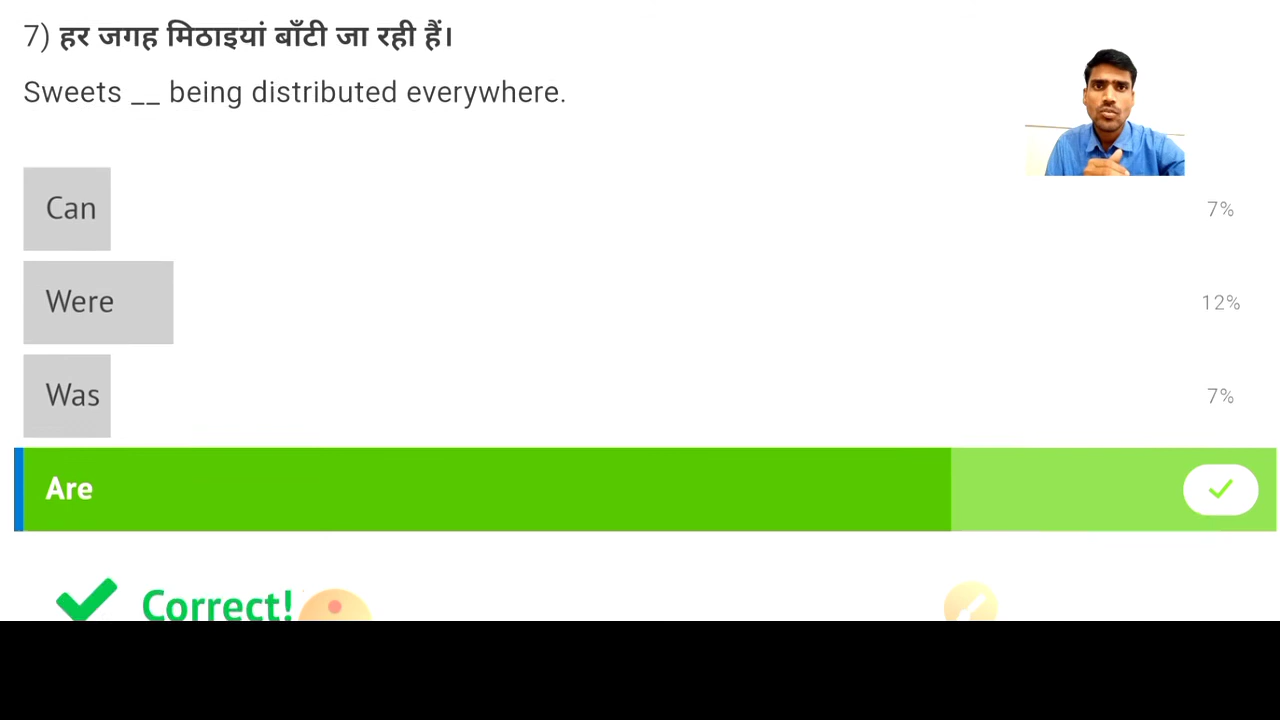 7) हर जगह मिठाइयां बाँटी जा रही हैं।
Sweets __ being distributed everywhere.
Can 7%
Were 12%
Was 7%
Are
Correct!